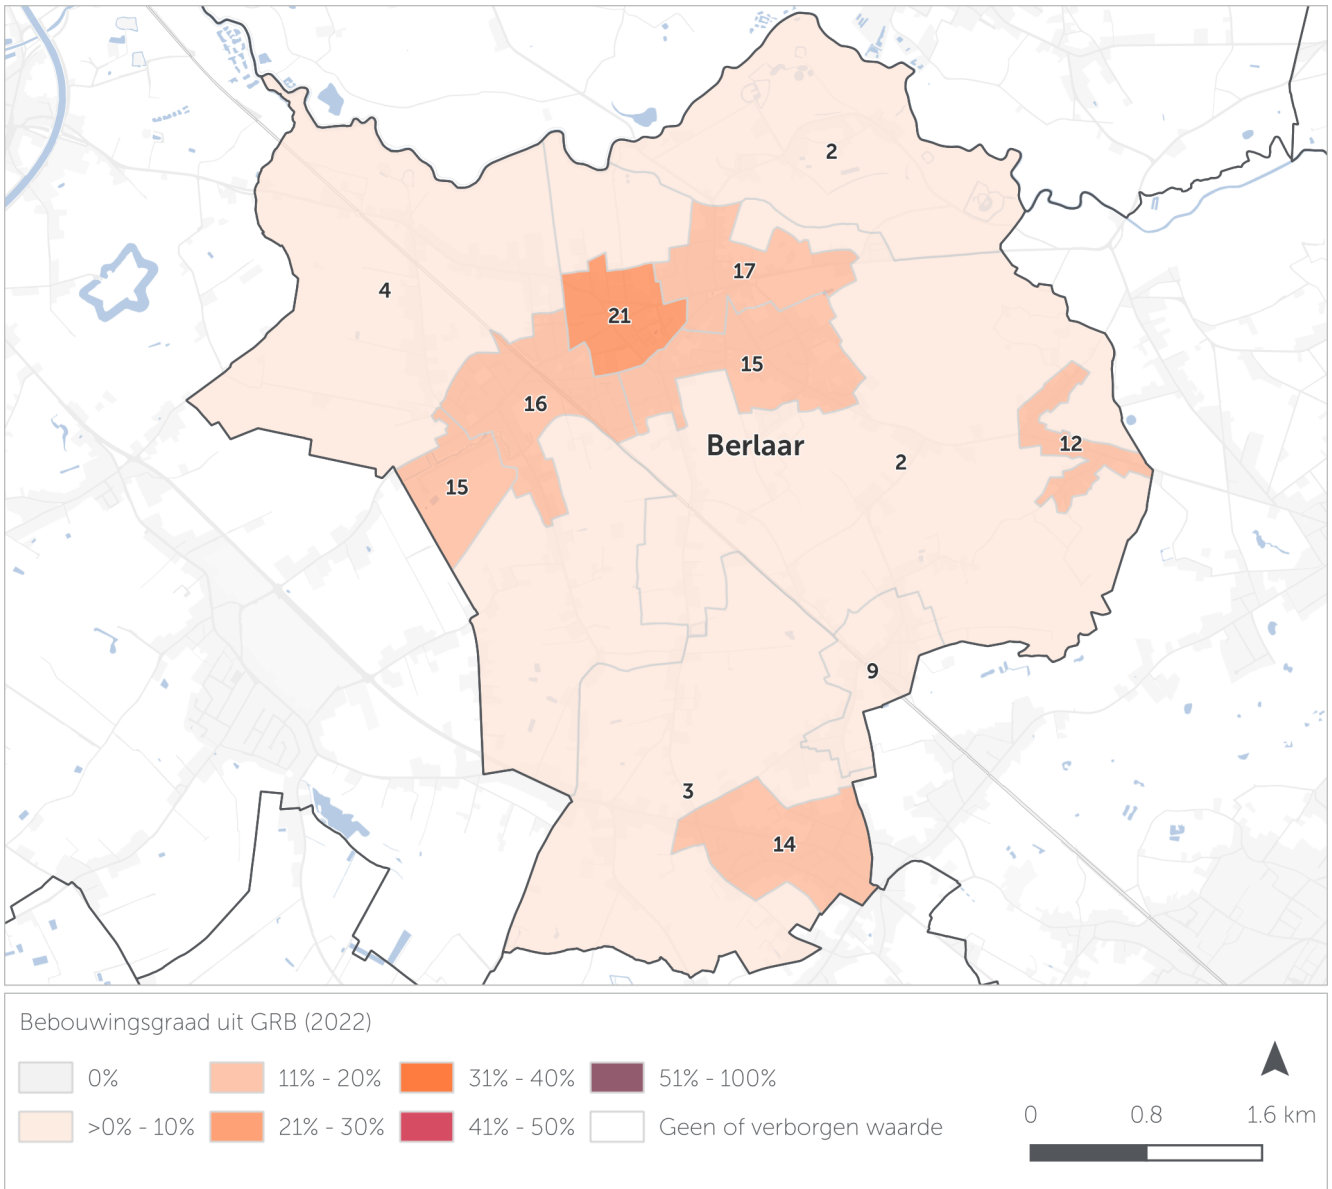 2
17
4
21
15
16
Berlaar
12
2
15
9
3
14
Bebouwingsgraad uit GRB (2022)
0% 11% - 20% 31% - 40% 51% - 100%
>0% - 10% 21% - 30% 41% - 50% Geen of verborgen waarde
0 0.8 1.6 km